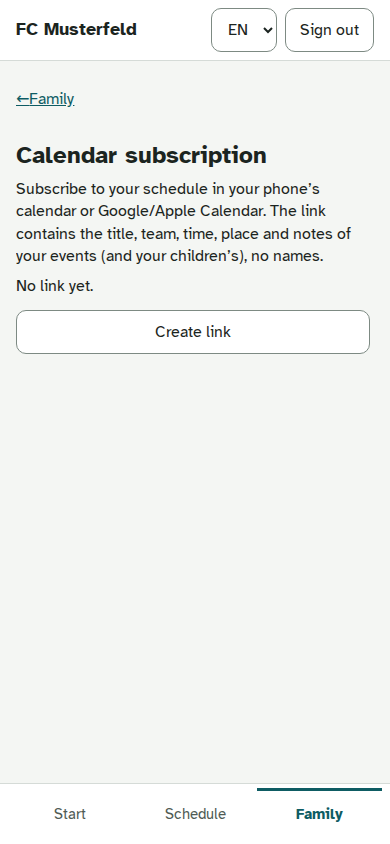 FC Musterfeld
EN
Sign out
←Family
Calendar subscription
Subscribe to your schedule in your phone’s
calendar or Google/Apple Calendar. The link
contains the title, team, time, place and notes of
your events (and your children’s), no names.
No link yet.
Create link
Start
Schedule
Family